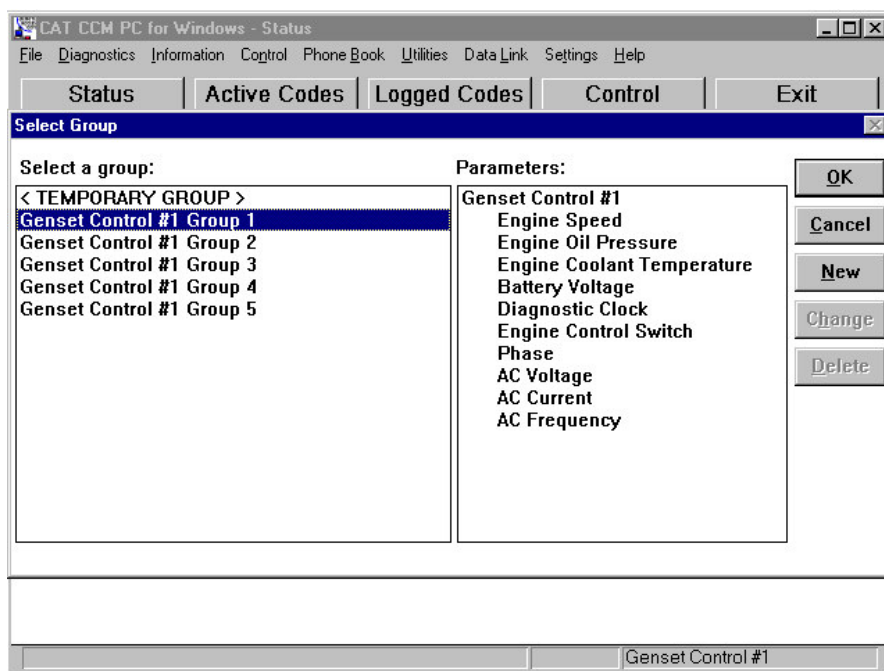 CAT CCM PC for Windows - Status
File Diagnostics Information Control Phone Book Utilities Data Link Settings Help
Status Active Codes Logged Codes Control Exit
Select Group
Select a group:
< TEMPORARY GROUP >
Genset Control #1 Group 1
Genset Control #1 Group 2
Genset Control #1 Group 3
Genset Control #1 Group 4
Genset Control #1 Group 5
Parameters:
Genset Control #1
Engine Speed
Engine Oil Pressure
Engine Coolant Temperature
Battery Voltage
Diagnostic Clock
Engine Control Switch
Phase
AC Voltage
AC Current
AC Frequency
OK
Cancel
New
Change
Delete
Genset Control #1